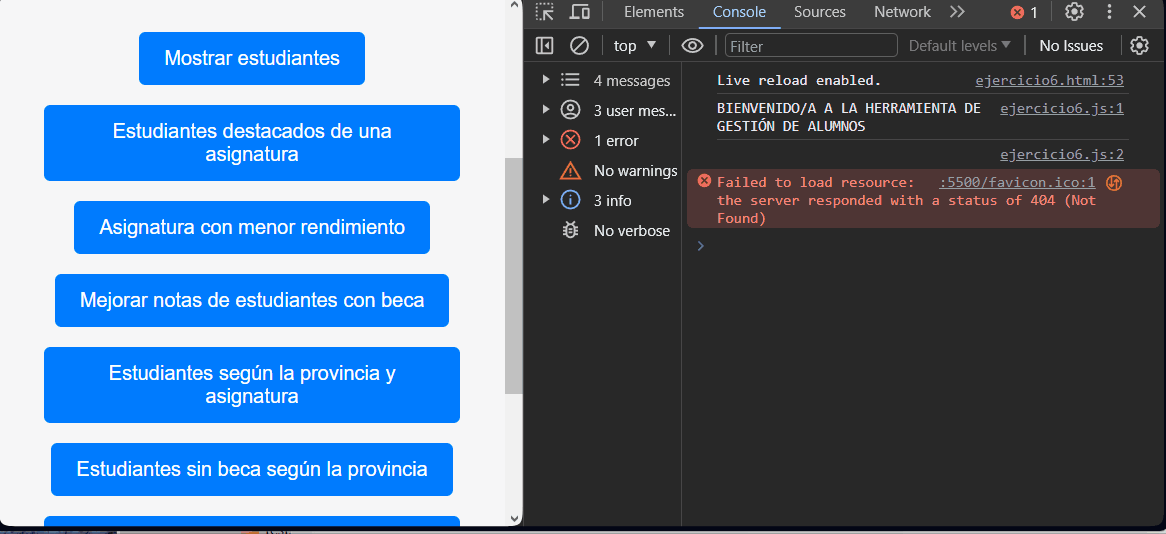 Mostrar estudiantes
Estudiantes destacados de una
asignatura
Asignatura con menor rendimiento
Mejorar notas de estudiantes con beca
Estudiantes según la provincia y
asignatura
Estudiantes sin beca según la provincia
Elements Console Sources Network 1
top Filter Default levels No Issues
4 messages
3 user mes...
1 error
No warnings
3 info
No verbose
Live reload enabled. ejercicio6.html:53
BIENVENIDO/A A LA HERRAMIENTA DE ejercicio6.js:1
GESTIÓN DE ALUMNOS
ejercicio6.js:2
Failed to load resource: :5500/favicon.ico:1
the server responded with a status of 404 (Not
Found)